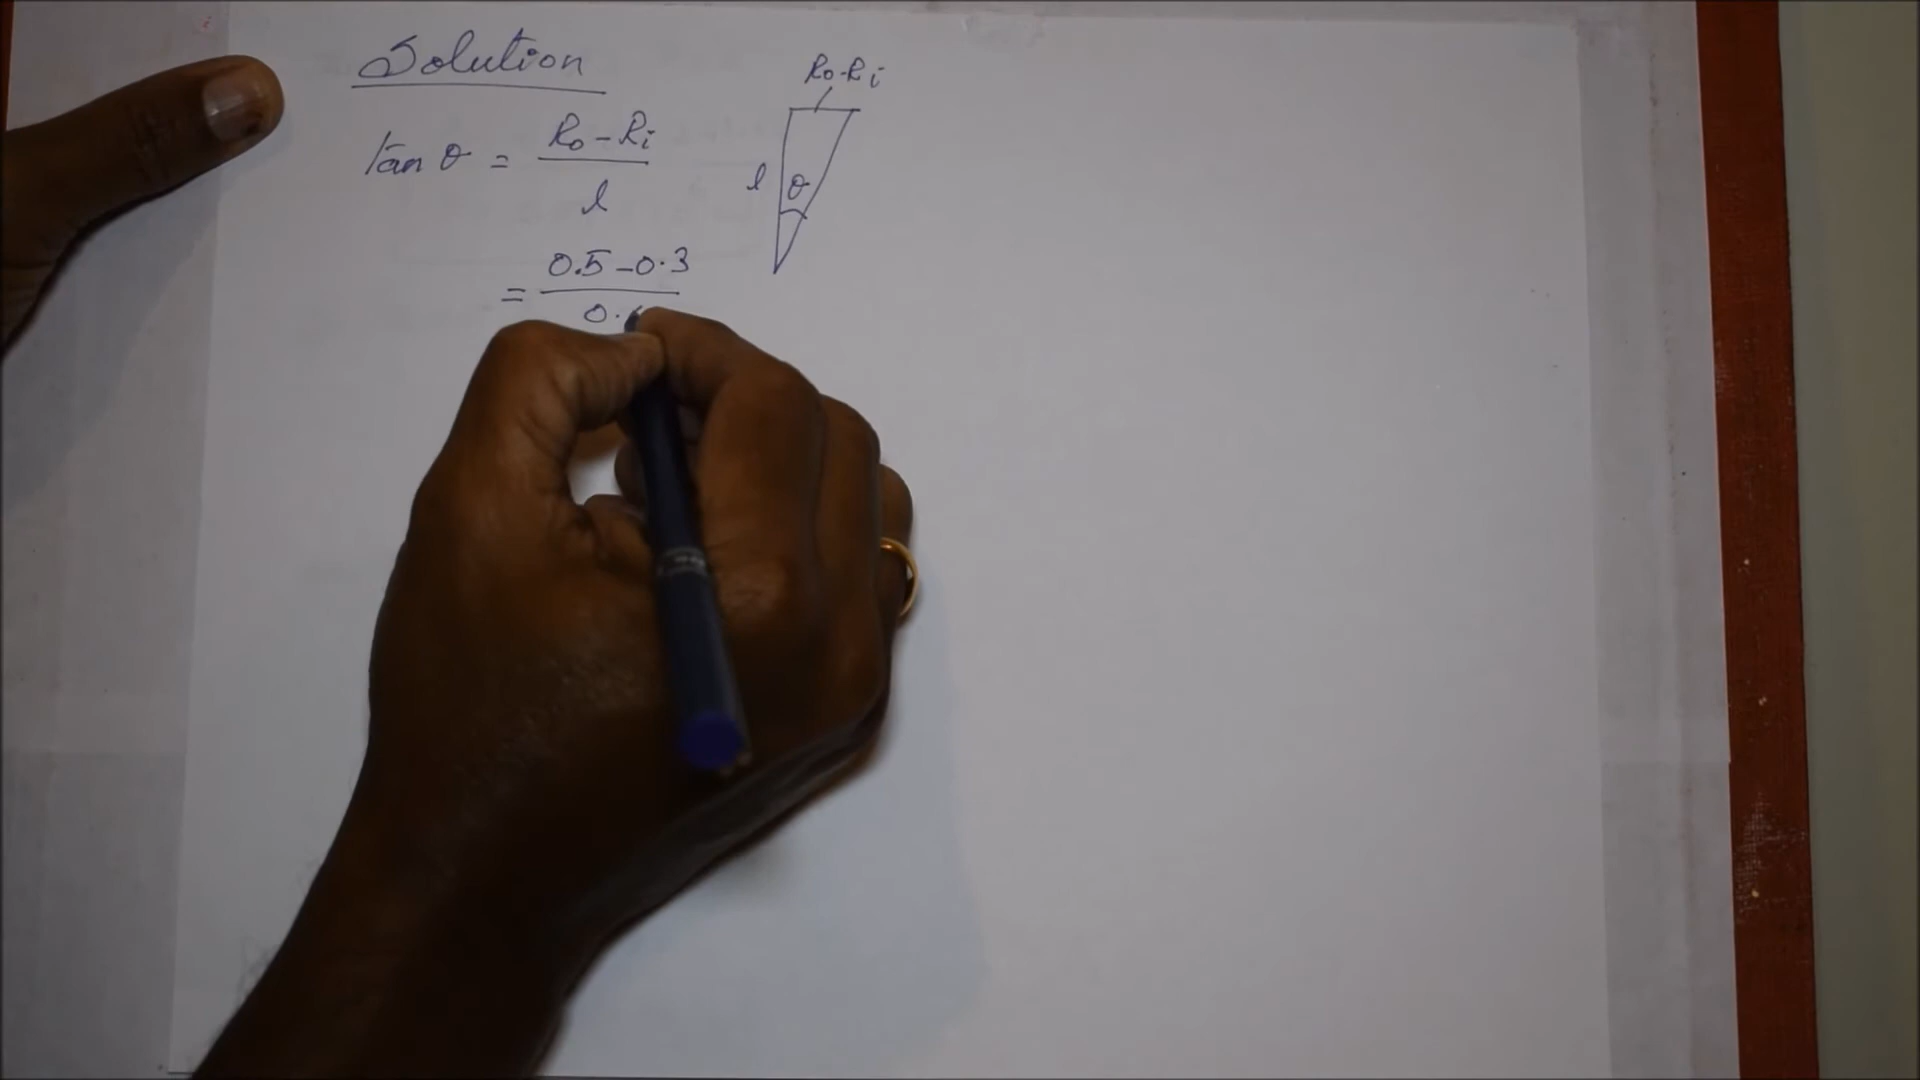 Solution
Ro-Ri
tan θ = Ro - Ri / l
l θ
= 0.5 - 0.3 / 0.